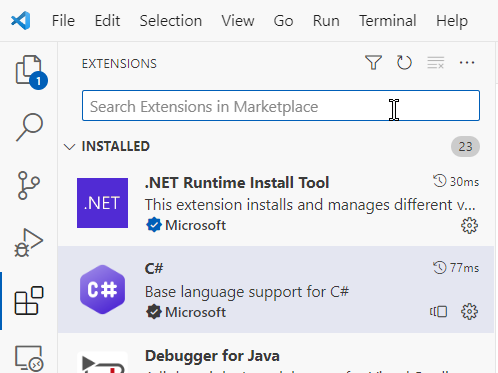 File Edit Selection View Go Run Terminal Help
EXTENSIONS
1
Search Extensions in Marketplace
INSTALLED 23
.NET Runtime Install Tool 30ms
.NET
This extension installs and manages different v...
Microsoft
C# 77ms
C#
Base language support for C#
Microsoft
Debugger for Java